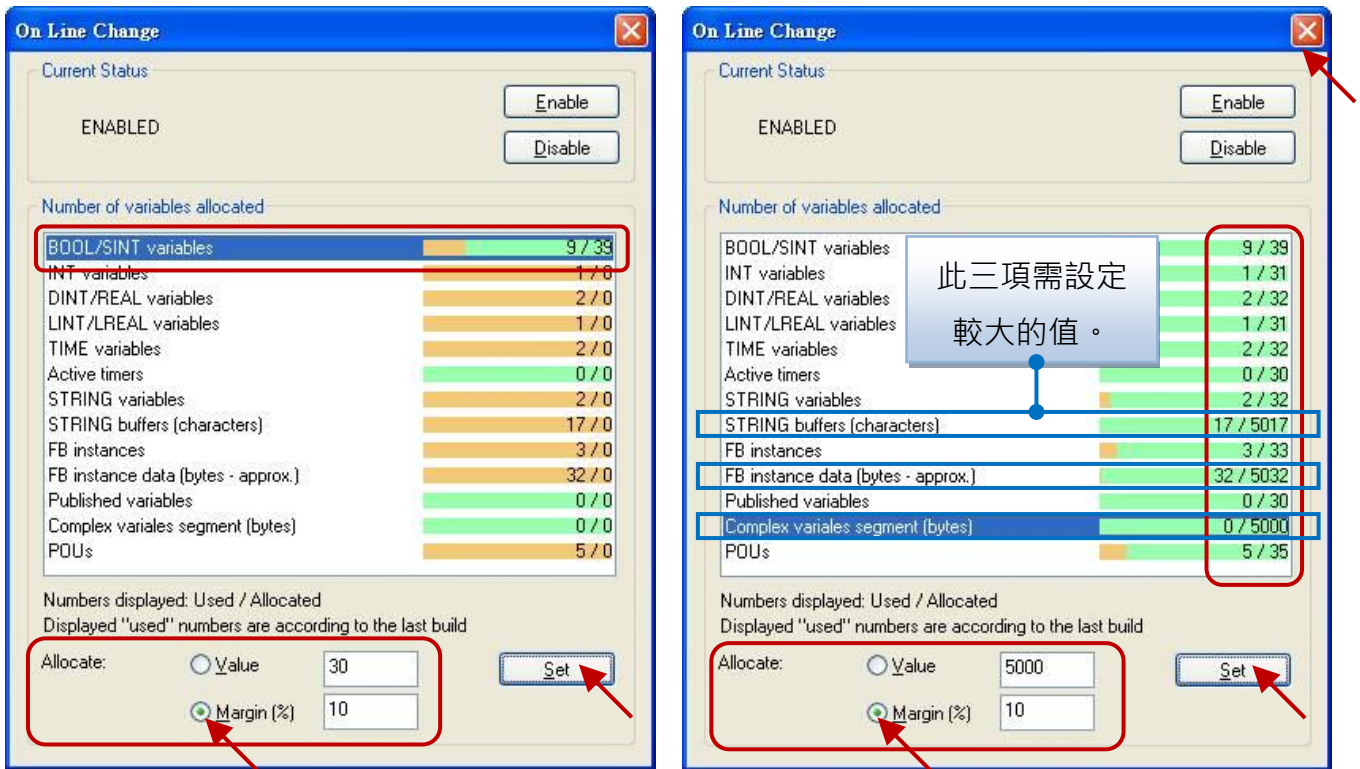 On Line Change
Current Status
ENABLED
Enable
Disable
Number of variables allocated
BOOL/SINT variables 9 / 39
INT variables 1 / 0
DINT/REAL variables 2 / 0
LINT/LREAL variables 1 / 0
TIME variables 2 / 0
Active timers 0 / 0
STRING variables 2 / 0
STRING buffers (characters) 17 / 0
FB instances 3 / 0
FB instance data (bytes - approx.) 32 / 0
Published variables 0 / 0
Complex variales segment (bytes) 0 / 0
POUs 5 / 0
Numbers displayed: Used / Allocated
Displayed "used" numbers are according to the last build
Allocate: Value 30 Set
Margin (%) 10
On Line Change
Current Status
ENABLED
Enable
Disable
Number of variables allocated
BOOL/SINT variables 9 / 39
INT variables 1 / 31
DINT/REAL variables 2 / 32
LINT/LREAL variables 1 / 31
TIME variables 2 / 32
Active timers 0 / 30
STRING variables 2 / 32
STRING buffers (characters) 17 / 5017
FB instances 3 / 33
FB instance data (bytes - approx.) 32 / 5032
Published variables 0 / 30
Complex variales segment (bytes) 0 / 5000
POUs 5 / 35
此三項需設定
較大的值。
Numbers displayed: Used / Allocated
Displayed "used" numbers are according to the last build
Allocate: Value 5000 Set
Margin (%) 10